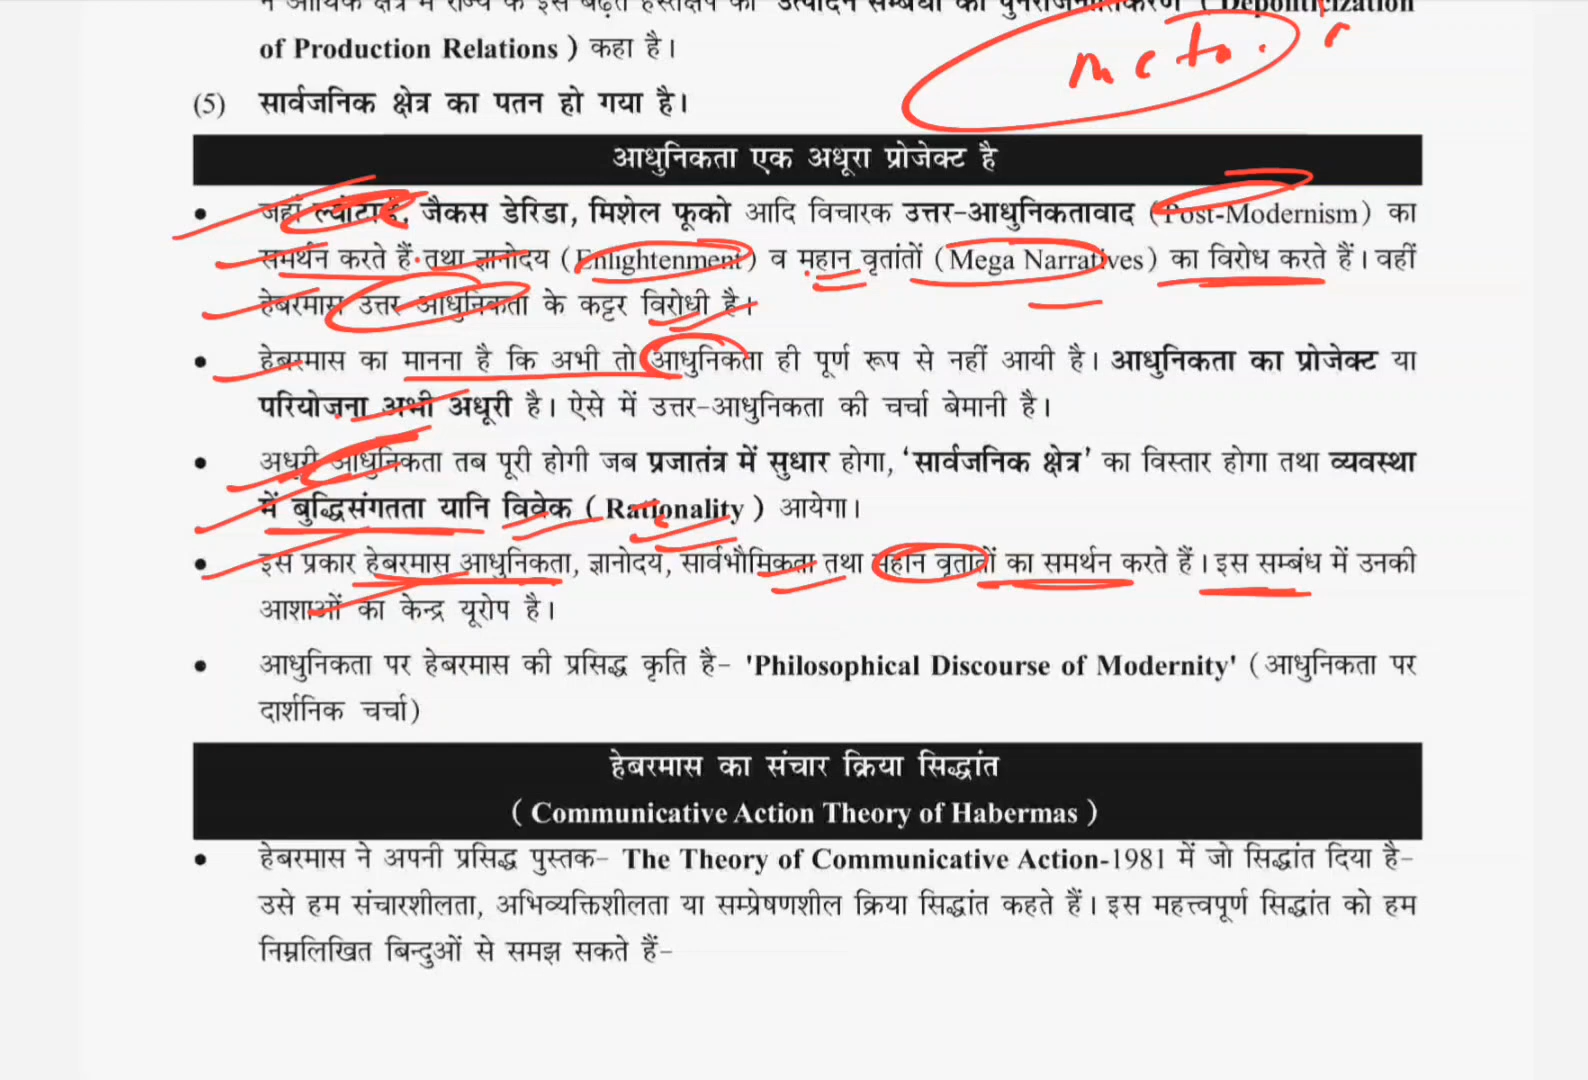 of Production Relations ) कहा है।
meta.
(5) सार्वजनिक क्षेत्र का पतन हो गया है।
आधुनिकता एक अधूरा प्रोजेक्ट है
• जहाँ ल्योटार्ड, जैकस डेरिडा, मिशेल फूको आदि विचारक उत्तर-आधुनिकतावाद (Post-Modernism) का
समर्थन करते हैं तथा ज्ञानोदय (Enlightenment) व महान वृतांतों (Mega Narratives) का विरोध करते हैं। वहीं
हेबरमास उत्तर आधुनिकता के कट्टर विरोधी है।
• हेबरमास का मानना है कि अभी तो आधुनिकता ही पूर्ण रूप से नहीं आयी है। आधुनिकता का प्रोजेक्ट या
परियोजना अभी अधूरी है। ऐसे में उत्तर-आधुनिकता की चर्चा बेमानी है।
• अधूरी आधुनिकता तब पूरी होगी जब प्रजातंत्र में सुधार होगा, ‘सार्वजनिक क्षेत्र’ का विस्तार होगा तथा व्यवस्था
में बुद्धिसंगतता यानि विवेक ( Rationality ) आयेगा।
• इस प्रकार हेबरमास आधुनिकता, ज्ञानोदय, सार्वभौमिकता तथा महान वृतातों का समर्थन करते हैं। इस सम्बंध में उनकी
आशाओं का केन्द्र यूरोप है।
• आधुनिकता पर हेबरमास की प्रसिद्ध कृति है- 'Philosophical Discourse of Modernity' (आधुनिकता पर
दार्शनिक चर्चा)
हेबरमास का संचार क्रिया सिद्धांत
( Communicative Action Theory of Habermas )
• हेबरमास ने अपनी प्रसिद्ध पुस्तक- The Theory of Communicative Action-1981 में जो सिद्धांत दिया है-
उसे हम संचारशीलता, अभिव्यक्तिशीलता या सम्प्रेषणशील क्रिया सिद्धांत कहते हैं। इस महत्त्वपूर्ण सिद्धांत को हम
निम्नलिखित बिन्दुओं से समझ सकते हैं-